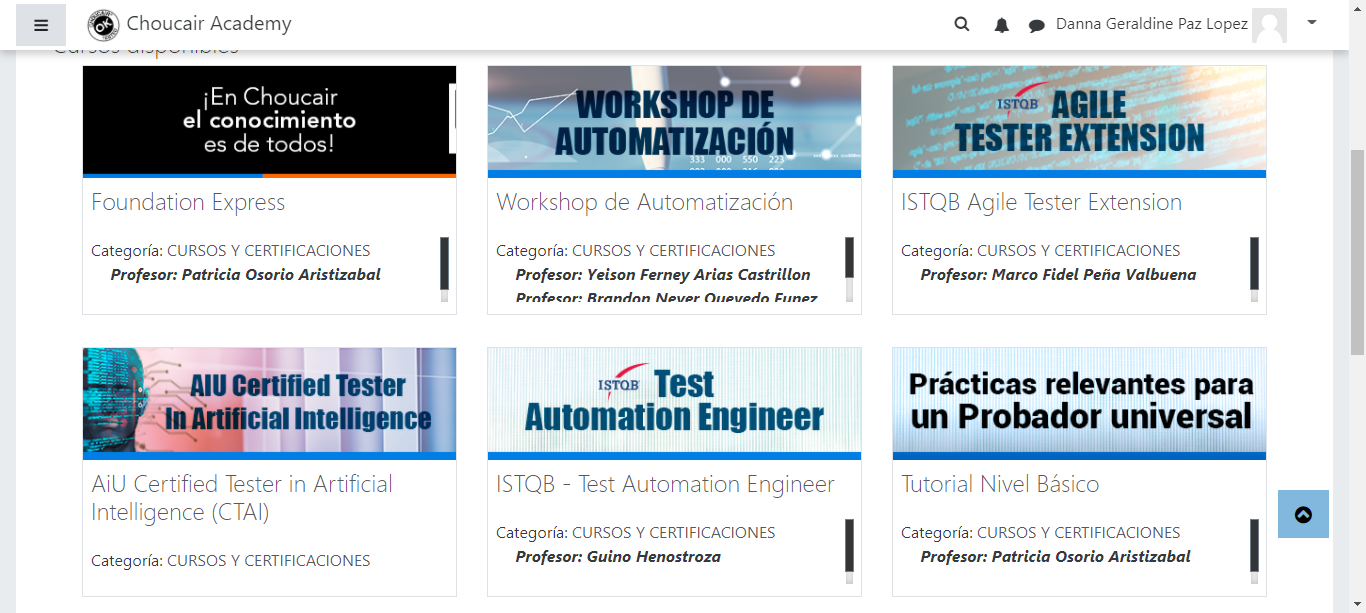 Choucair Academy
Danna Geraldine Paz Lopez
Cursos disponibles
¡En Choucair
el conocimiento
es de todos!
Foundation Express
Categoría: CURSOS Y CERTIFICACIONES
Profesor: Patricia Osorio Aristizabal
WORKSHOP DE
AUTOMATIZACIÓN
333 000 550 223
Workshop de Automatización
Categoría: CURSOS Y CERTIFICACIONES
Profesor: Yeison Ferney Arias Castrillon
Profesor: Brandon Neyer Quevedo Funez
ISTQB AGILE
TESTER EXTENSION
ISTQB Agile Tester Extension
Categoría: CURSOS Y CERTIFICACIONES
Profesor: Marco Fidel Peña Valbuena
AIU Certified Tester
In Artificial Intelligence
AiU Certified Tester in Artificial
Intelligence (CTAI)
Categoría: CURSOS Y CERTIFICACIONES
ISTQB Test
Automation Engineer
ISTQB - Test Automation Engineer
Categoría: CURSOS Y CERTIFICACIONES
Profesor: Guino Henostroza
Prácticas relevantes para
un Probador universal
Tutorial Nivel Básico
Categoría: CURSOS Y CERTIFICACIONES
Profesor: Patricia Osorio Aristizabal